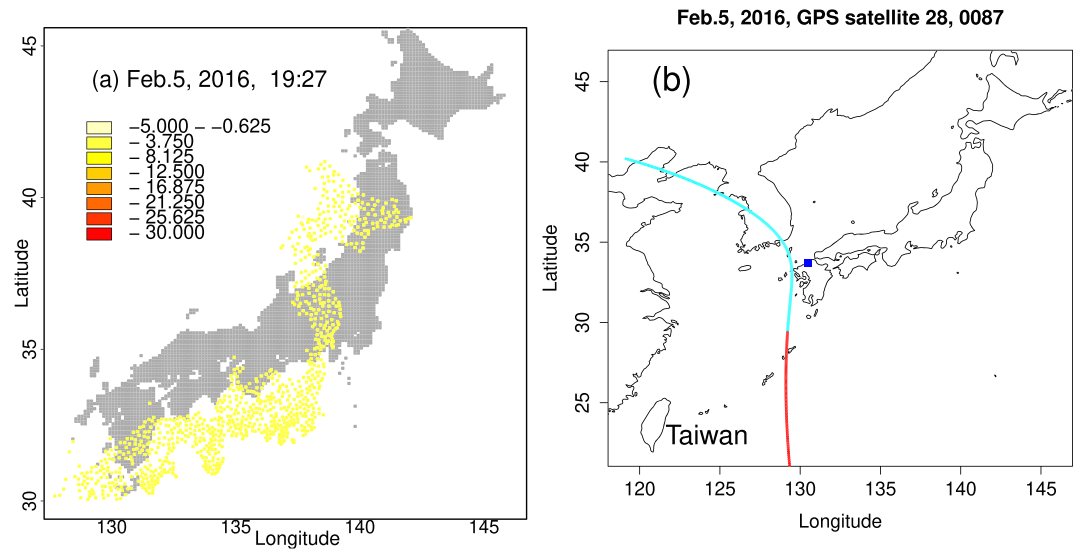 (a) Feb.5, 2016, 19:27
−5.000 − −0.625
− 3.750
− 8.125
− 12.500
− 16.875
− 21.250
− 25.625
− 30.000
45
40
35
30
Latitude
130
135
140
145
Longitude
Feb.5, 2016, GPS satellite 28, 0087
(b)
45
40
35
30
25
Latitude
Taiwan
120
125
130
135
140
145
Longitude